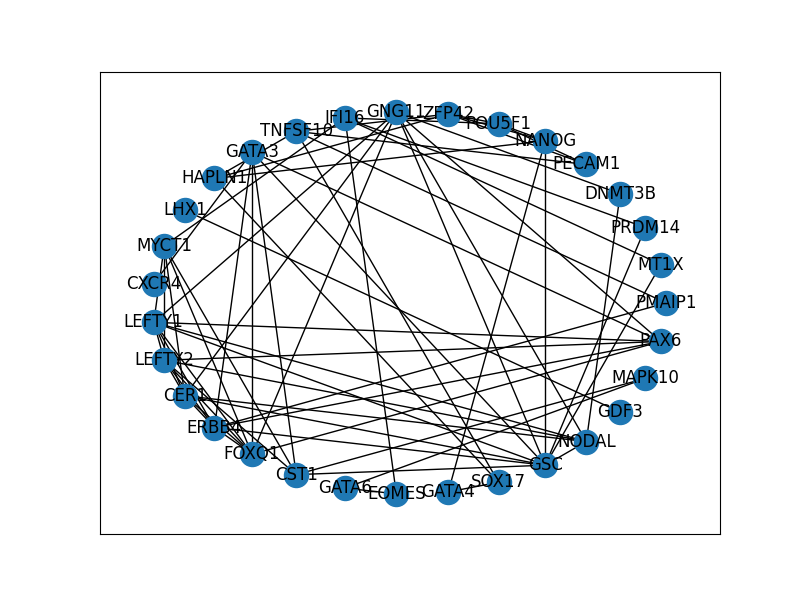 GNG11
ZFP42
IFI16
POU5F1
TNFSF10
NANOG
GATA3
PECAM1
HAPLN1
DNMT3B
LHX1
PRDM14
MYCT1
MT1X
CXCR4
PMAIP1
LEFTY1
PAX6
LEFTY2
MAPK10
CER1
GDF3
ERBB4
NODAL
FOXQ1
GSC
CST1
SOX17
GATA6
EOMES
GATA4